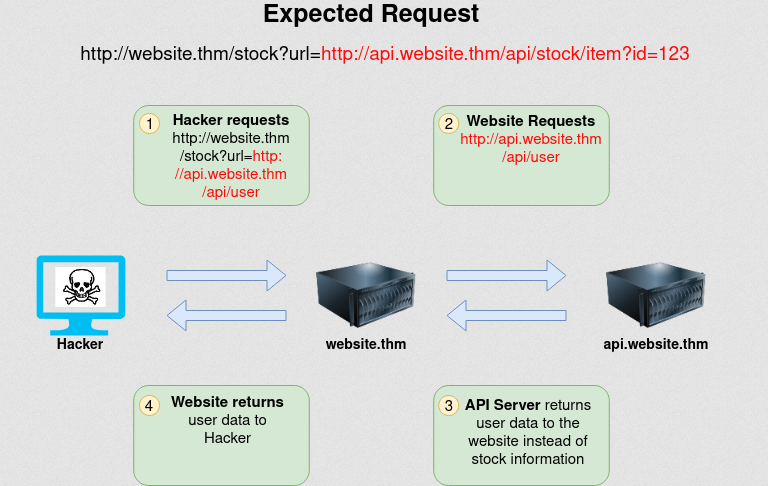 Expected Request
http://website.thm/stock?url=http://api.website.thm/api/stock/item?id=123
1
Hacker requests
http://website.thm
/stock?url=http:
//api.website.thm
/api/user
2
Website Requests
http://api.website.thm
/api/user
Hacker
website.thm
api.website.thm
4
Website returns
user data to
Hacker
3
API Server returns
user data to the
website instead of
stock information